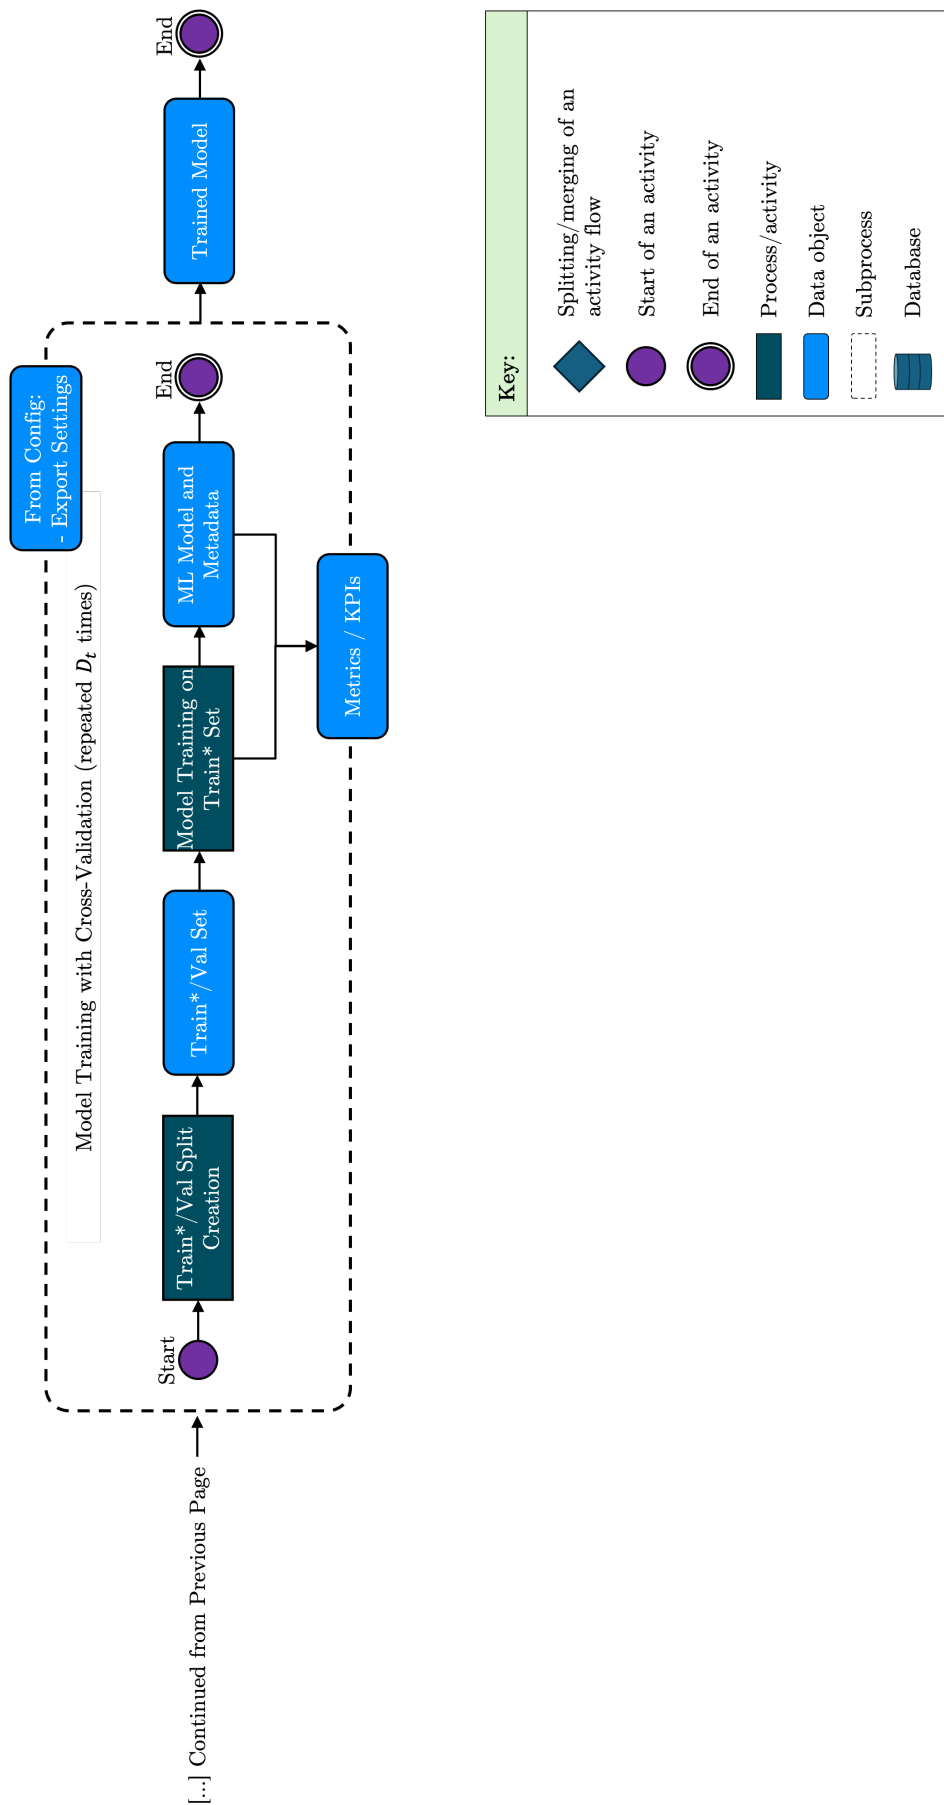 [...] Continued from Previous Page
Model Training with Cross-Validation (repeated D_t times)
From Config:
- Export Settings
Start
Train*/Val Split
Creation
Train*/Val Set
Model Training on
Train* Set
ML Model and
Metadata
End
Metrics / KPIs
Trained Model
End
Key:
Splitting/merging of an
activity flow
Start of an activity
End of an activity
Process/activity
Data object
Subprocess
Database